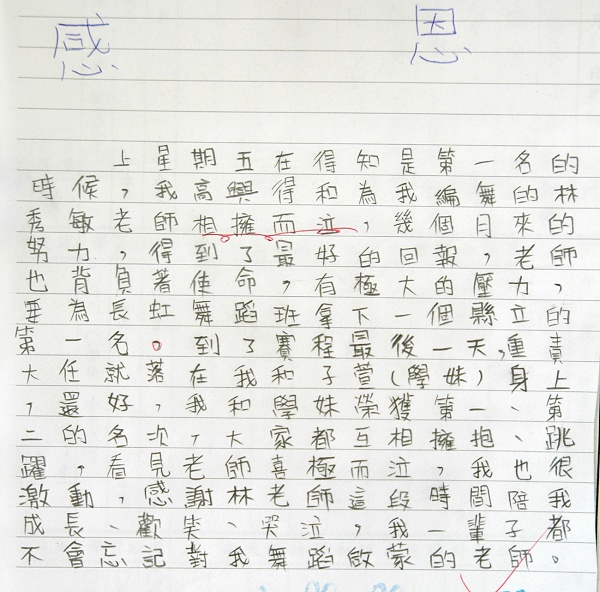 感 恩
上星期五在得知是第一名的
時候,我高興得和為我編舞的林
秀敏老師相擁而泣,幾個月來的
努力,得到了最好的回報,老師
也背負著使命,有極大的壓力,
要為長虹舞蹈班拿下一個縣立的
第一名。到了賽程最後一天,重責
大任就落在我和子萱(學妹)身上
,還好,我和學妹榮獲第一、第
二的名次,大家都互相擁抱、跳
躍,看見老師喜極而泣,我也很
激動,感謝林老師這段時間陪我
成長、歡笑、哭泣,我一輩子都
不會忘記對我舞蹈啟蒙的老師。